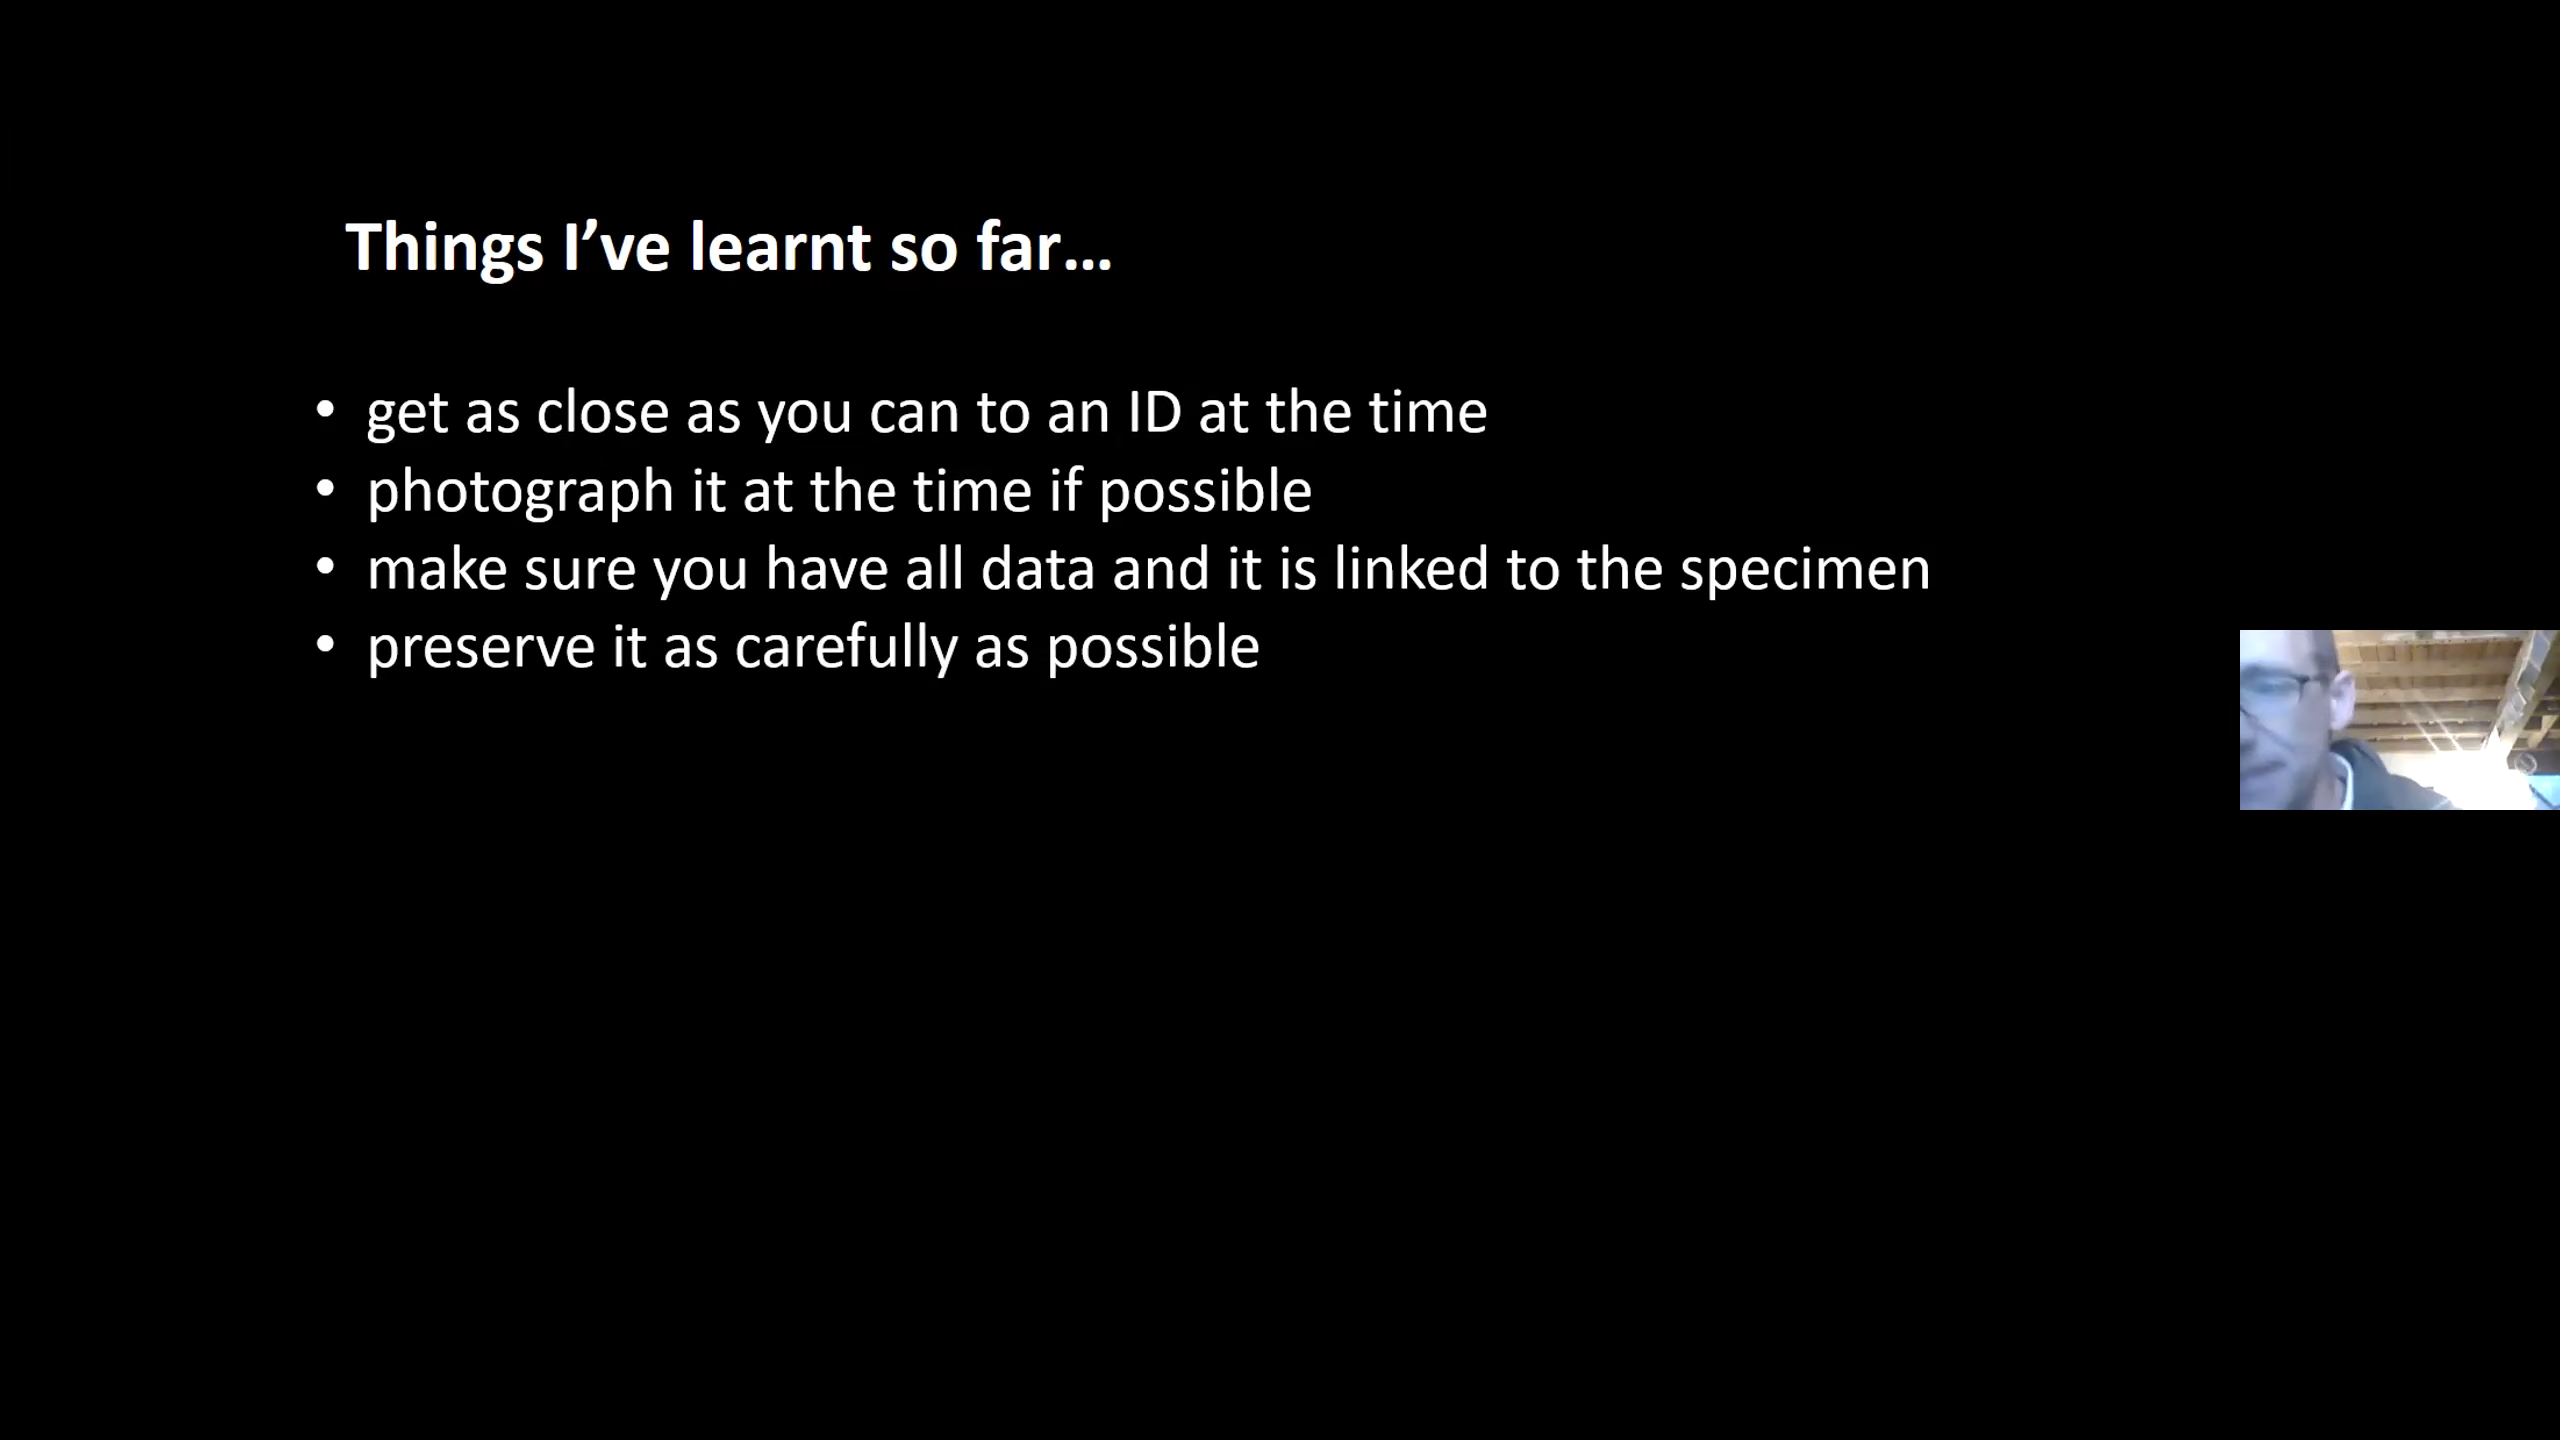 Things I’ve learnt so far…
• get as close as you can to an ID at the time
• photograph it at the time if possible
• make sure you have all data and it is linked to the specimen
• preserve it as carefully as possible